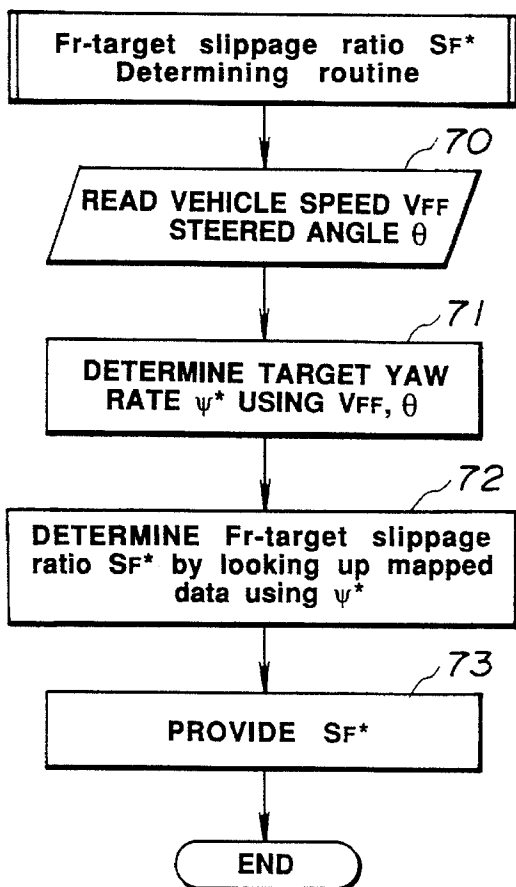 Fr-target slippage ratio SF*
Determining routine
70
READ VEHICLE SPEED VFF
STEERED ANGLE θ
71
DETERMINE TARGET YAW
RATE ψ* USING VFF, θ
72
DETERMINE Fr-target slippage
ratio SF* by looking up mapped
data using ψ*
73
PROVIDE SF*
END